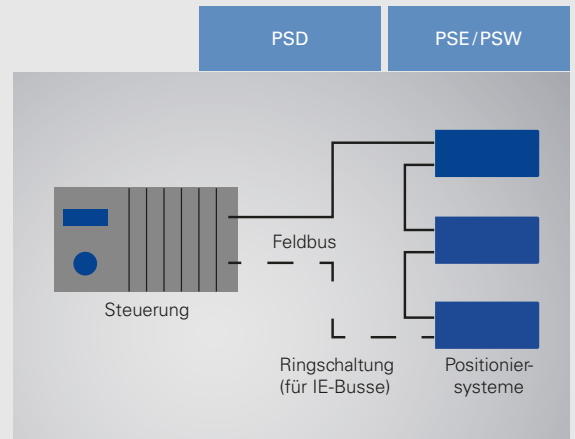 PSD
PSE/PSW
Feldbus
Steuerung
Ringschaltung
(für IE-Busse)
Positionier-
systeme